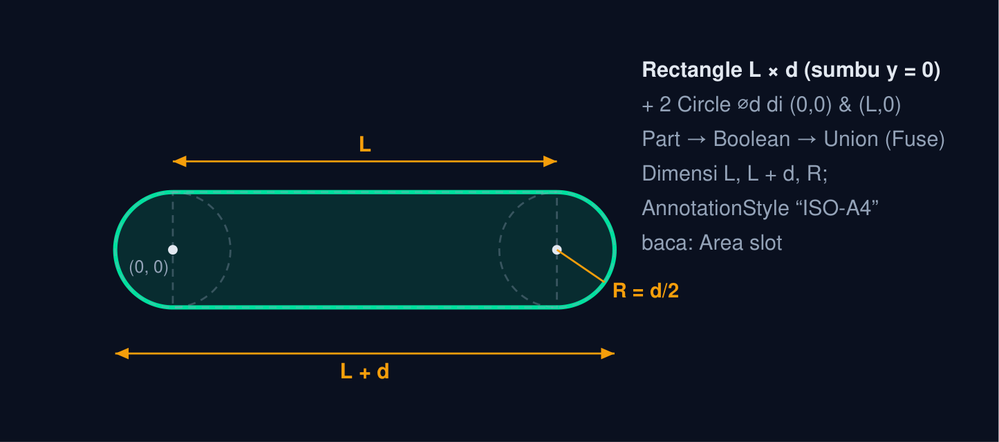 Rectangle L × d (sumbu y = 0)
+ 2 Circle ⌀d di (0,0) & (L,0)
Part → Boolean → Union (Fuse)
Dimensi L, L + d, R;
AnnotationStyle “ISO-A4”
baca: Area slot
L
(0, 0)
R = d/2
L + d